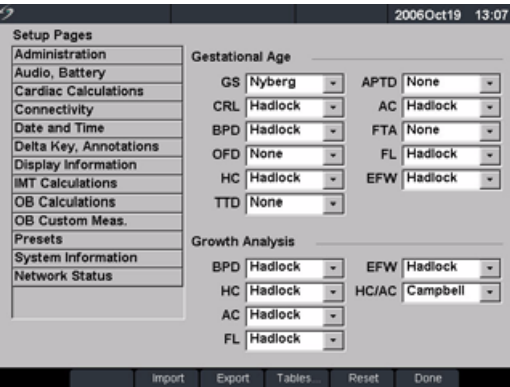 2006Oct19 13:07
Setup Pages
Administration
Audio, Battery
Cardiac Calculations
Connectivity
Date and Time
Delta Key, Annotations
Display Information
IMT Calculations
OB Calculations
OB Custom Meas.
Presets
System Information
Network Status
Gestational Age
GS Nyberg APTD None
CRL Hadlock AC Hadlock
BPD Hadlock FTA None
OFD None FL Hadlock
HC Hadlock EFW Hadlock
TTD None
Growth Analysis
BPD Hadlock EFW Hadlock
HC Hadlock HC/AC Campbell
AC Hadlock
FL Hadlock
Import Export Tables... Reset Done